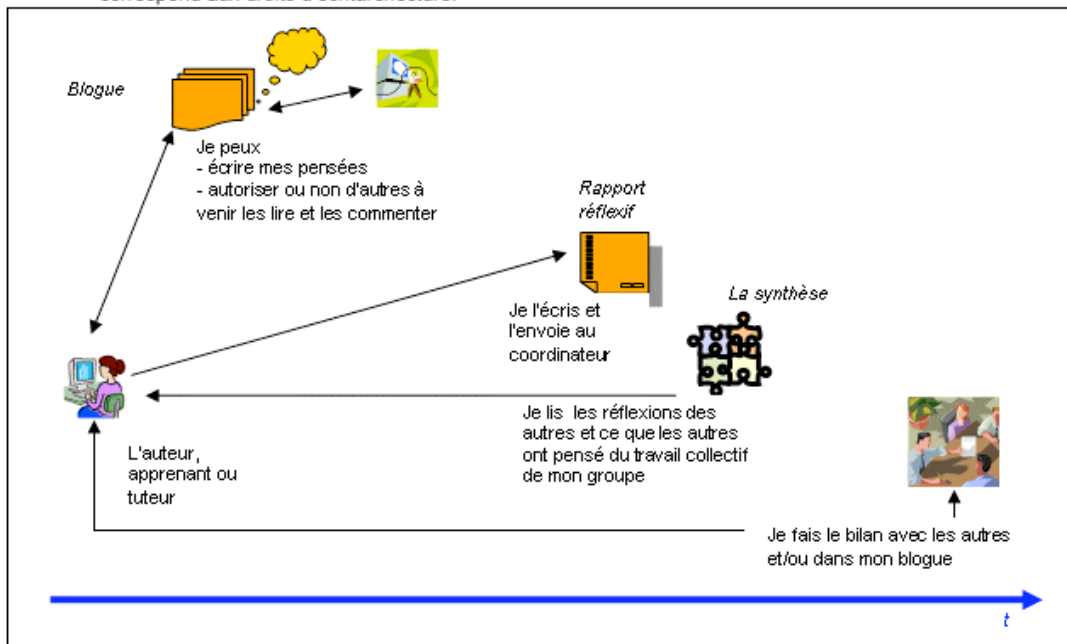 Blogue
Je peux
- écrire mes pensées
- autoriser ou non d'autres à
venir les lire et les commenter
Rapport
réflexif
Je l'écris et
l'envoie au
coordinateur
La synthèse
Je lis les réflexions des
autres et ce que les autres
ont pensé du travail collectif
de mon groupe
L'auteur,
apprenant ou
tuteur
Je fais le bilan avec les autres
et/ou dans mon blogue
t